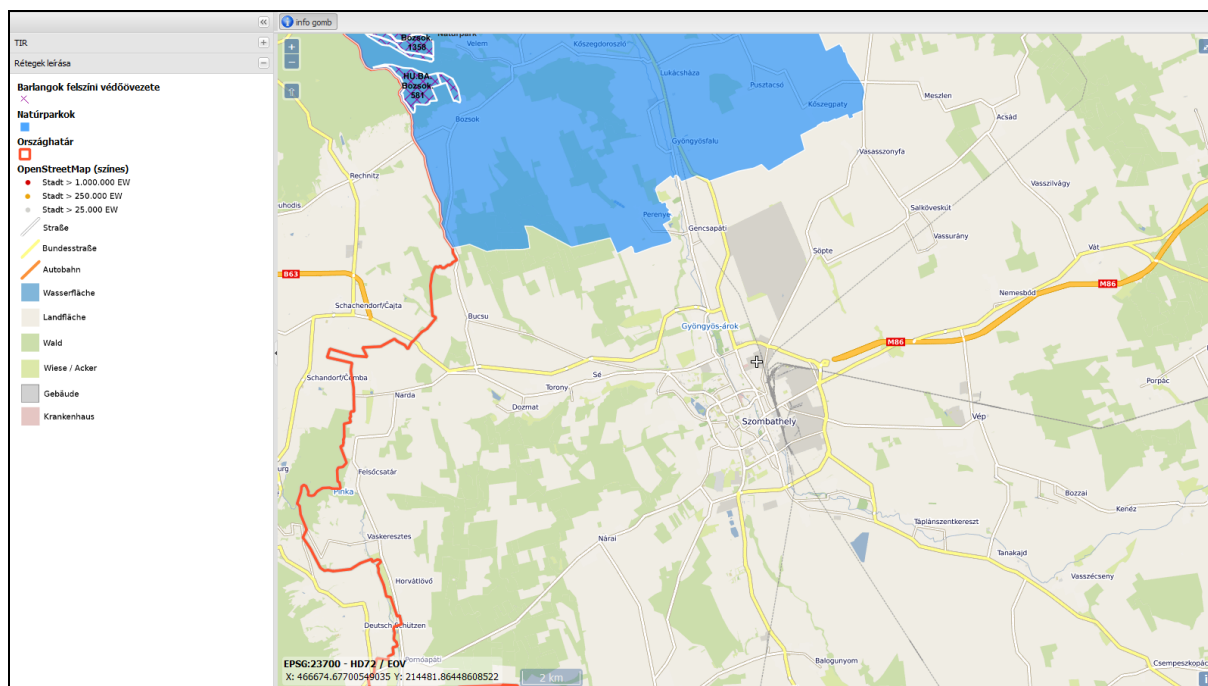 info gomb
TIR
Rétegek leírása
Barlangok felszíni védőövezete
Natúrparkok
Országhatár
OpenStreetMap (színes)
Stadt > 1.000.000 EW
Stadt > 250.000 EW
Stadt > 25.000 EW
Straße
Bundesstraße
Autobahn
Wasserfläche
Landfläche
Wald
Wiese / Acker
Gebäude
Krankenhaus
Naturpark
Bozsok.
1358
Velem
Kőszegdoroszló
HU.BA.
Bozsok.
581
Lukácsháza
Pusztacsó
Kőszegpaty
Meszlen
Acsád
Bozsok
Gyöngyösfalu
Vasasszonyfa
Rechnitz
Vasszilvágy
Salköveskút
Perenye
Gencsapáti
Vassurány
Söpte
Vát
B63
M86
Nemesbőd
Schachendorf/Čajta
Bucsu
Gyöngyös-árok
M86
Schandorf/Čemba
Narda
Torony
Sé
Dozmat
Porpác
Szombathely
Vép
Felsőcsatár
Pinka
Bozzai
Kenéz
Táplánszentkereszt
Vaskeresztes
Nárai
Tanakajd
Vasszécseny
Horvátlövő
Deutsch Schützen
Pornóapáti
Balogunyom
Csempeszkopác
EPSG:23700 - HD72 / EOV
X: 466674.67700549035 Y: 214481.86448608522
2 km